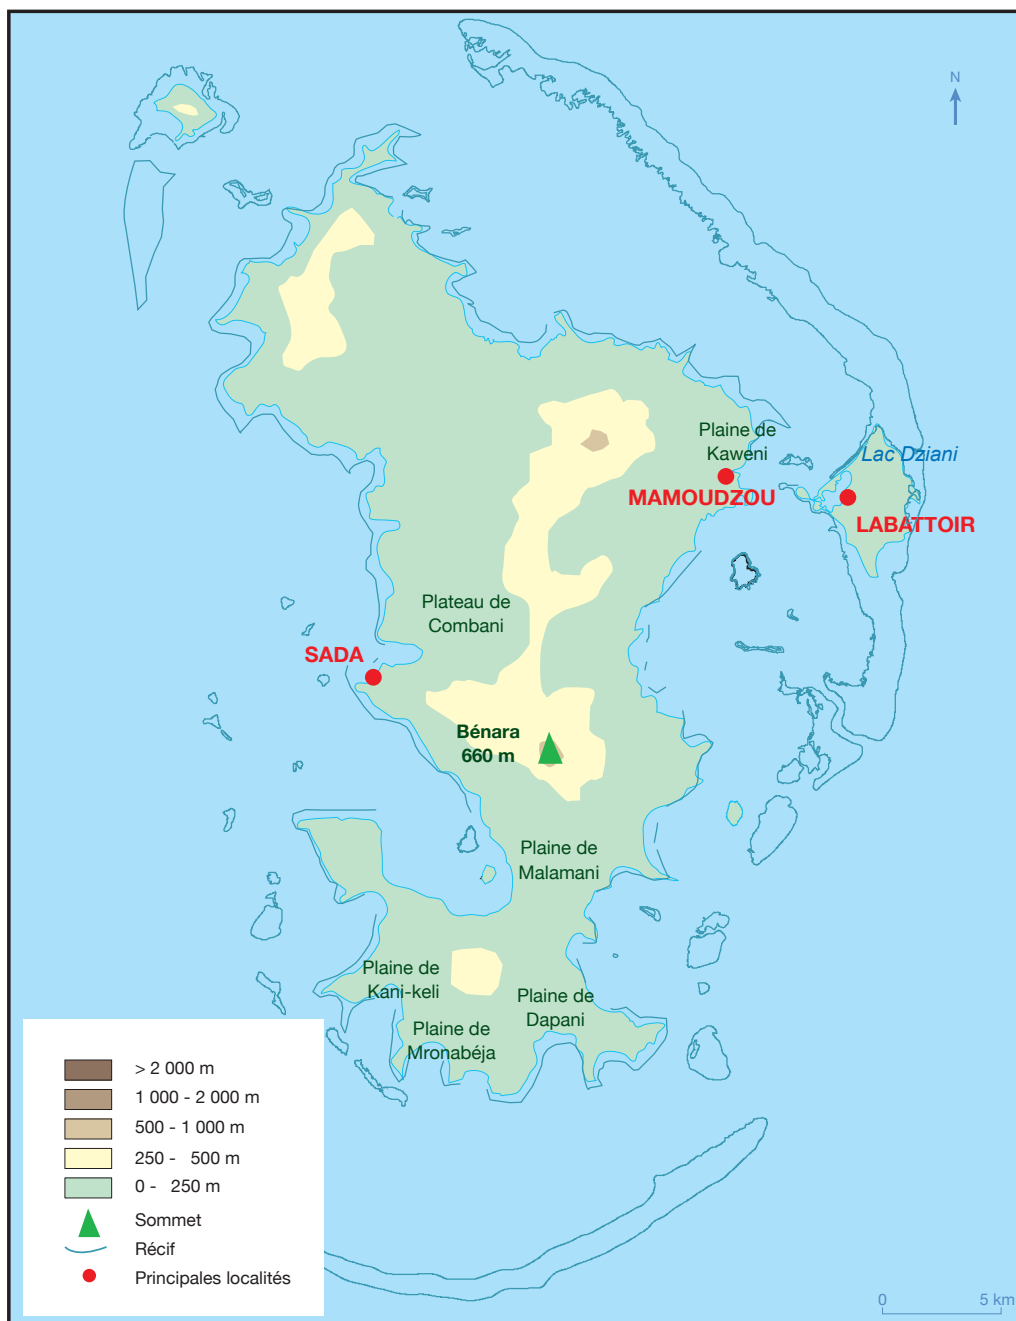 N
Plaine de
Kaweni
Lac Dziani
MAMOUDZOU
LABATTOIR
Plateau de
Combani
SADA
Bénara
660 m
Plaine de
Malamani
Plaine de
Kani-keli
Plaine de
Dapani
Plaine de
Mronabéja
> 2 000 m
1 000 - 2 000 m
500 - 1 000 m
250 - 500 m
0 - 250 m
Sommet
Récif
Principales localités
0 5 km